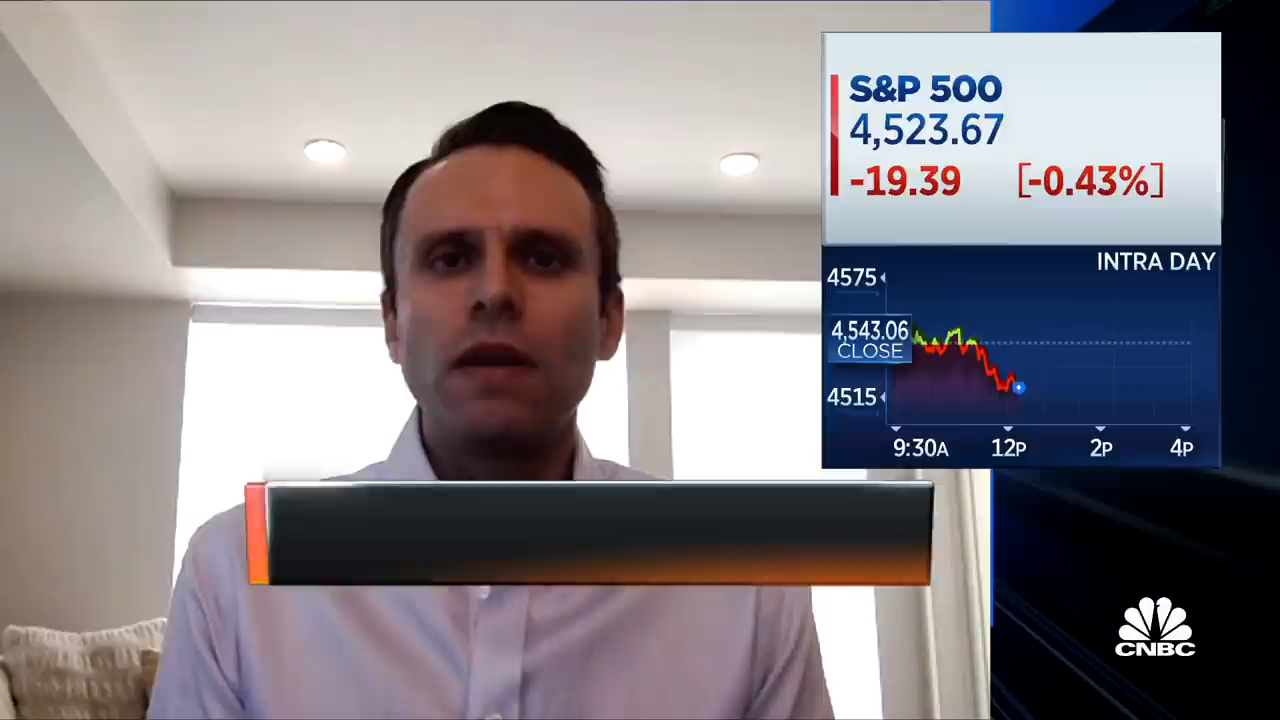 S&P 500
4,523.67
-19.39 [-0.43%]
INTRA DAY
4575
4,543.06
CLOSE
4515
9:30A 12P 2P 4P
CNBC